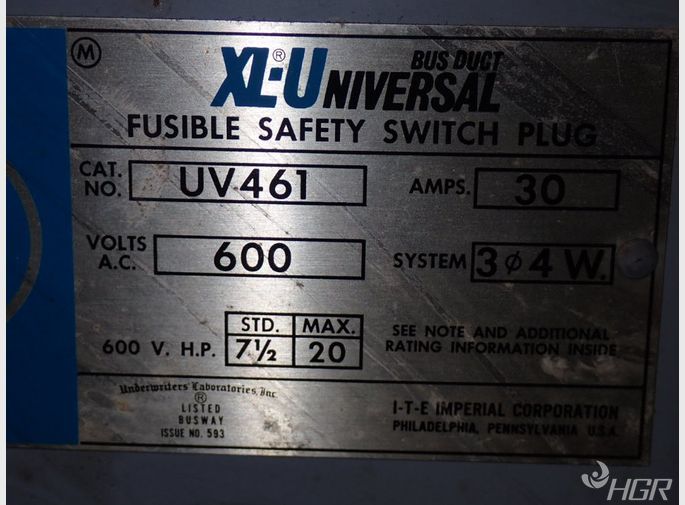 Ⓜ
BUS DUCT
XL-UNIVERSAL®
FUSIBLE SAFETY SWITCH PLUG
CAT. NO. UV461 AMPS. 30
VOLTS A.C. 600 SYSTEM 3 ϕ 4 W.
STD. MAX.
600 V. H.P. 7½ 20
SEE NOTE AND ADDITIONAL
RATING INFORMATION INSIDE
Underwriters' Laboratories, Inc.
®
LISTED
BUSWAY
ISSUE NO. 593
I-T-E IMPERIAL CORPORATION
PHILADELPHIA, PENNSYLVANIA U.S.A.
HGR